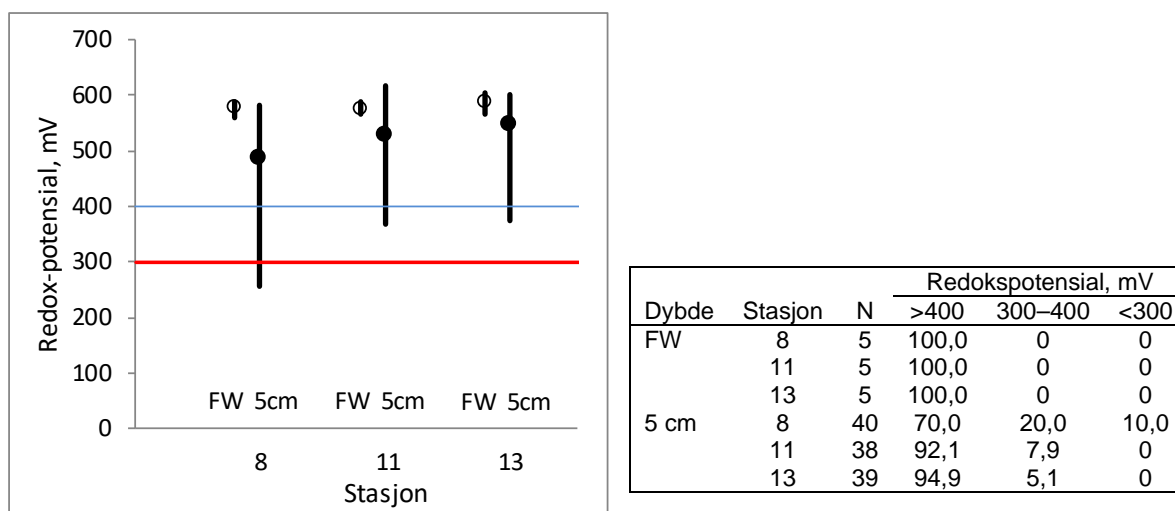 700
600
500
400
300
200
100
0
Redox-potensial, mV
FW 5cm FW 5cm FW 5cm
8 11 13
Stasjon
Redokspotensial, mV
Dybde Stasjon N >400 300–400 <300
FW 8 5 100,0 0 0
11 5 100,0 0 0
13 5 100,0 0 0
5 cm 8 40 70,0 20,0 10,0
11 38 92,1 7,9 0
13 39 94,9 5,1 0